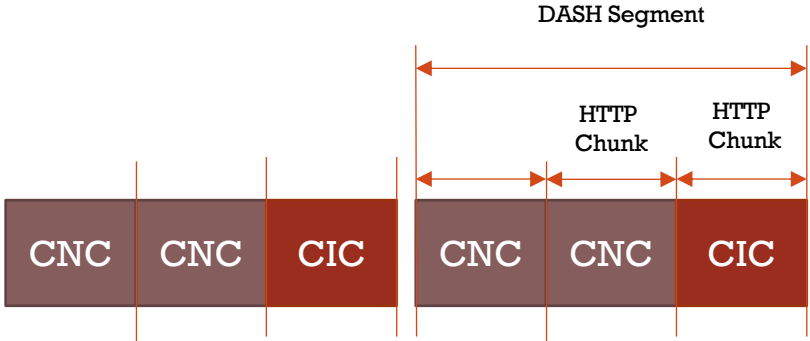 DASH Segment
HTTP
Chunk
HTTP
Chunk
CNC CNC CIC CNC CNC CIC